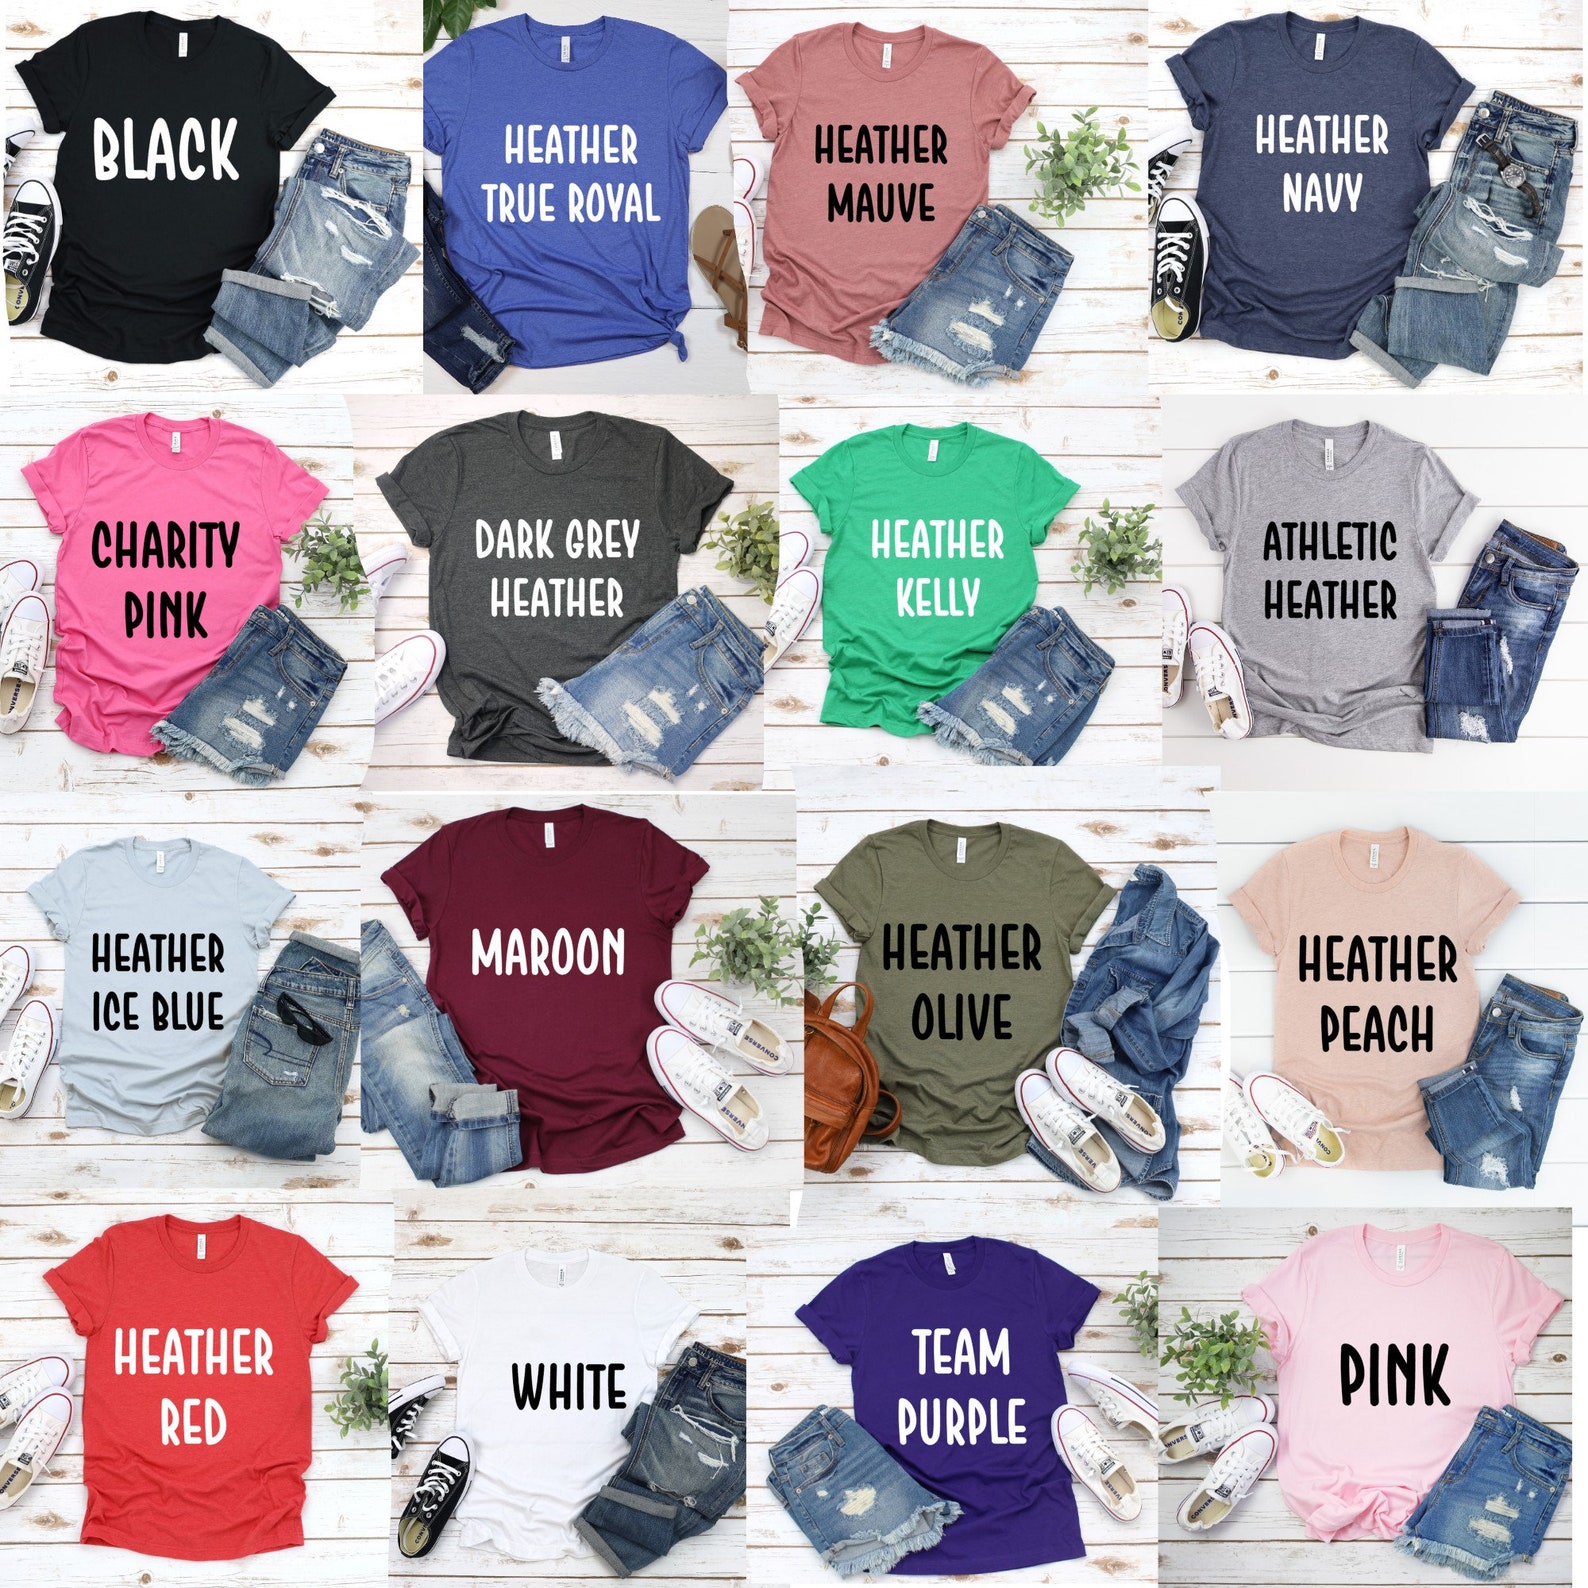 BLACK
HEATHER
TRUE ROYAL
HEATHER
MAUVE
HEATHER
NAVY
CHARITY
PINK
DARK GREY
HEATHER
HEATHER
KELLY
ATHLETIC
HEATHER
HEATHER
ICE BLUE
MAROON
HEATHER
OLIVE
HEATHER
PEACH
HEATHER
RED
WHITE
TEAM
PURPLE
PINK